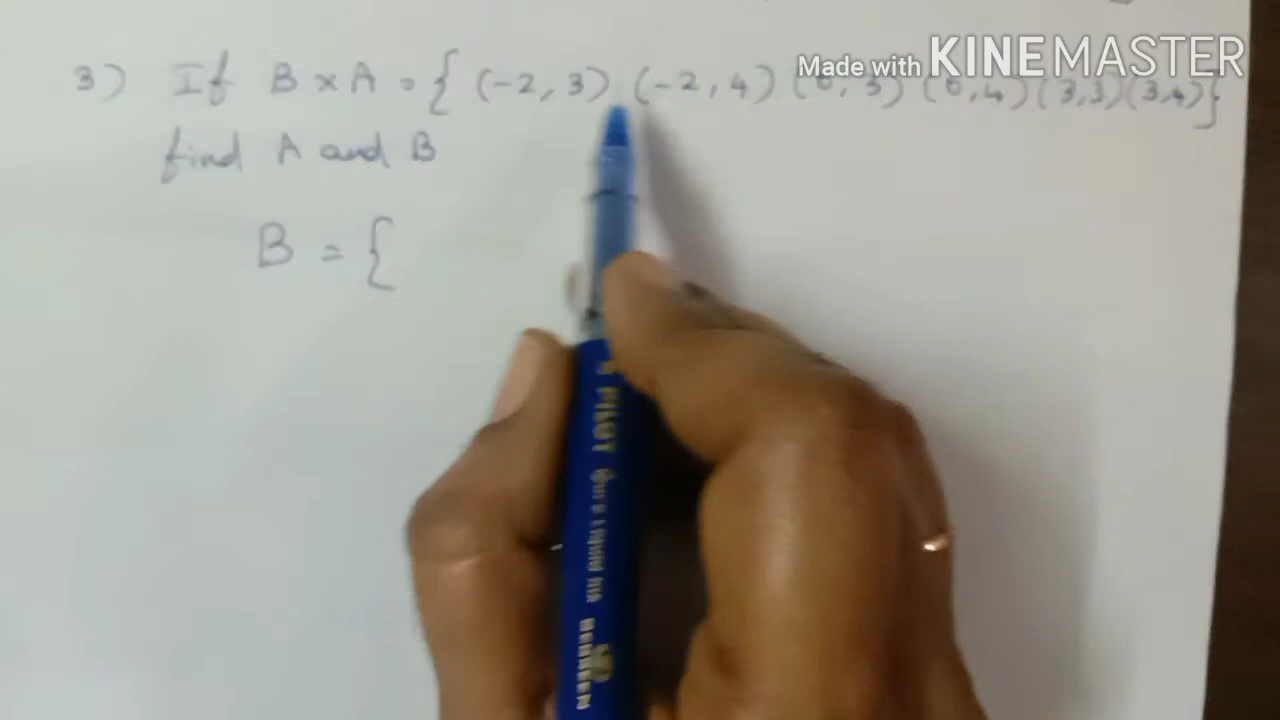 Made with KINEMASTER
3) If B × A = { (-2, 3) (-2, 4) (0, 3) (0, 4) (3,3) (3,4)}
find A and B
B = {
PILOT